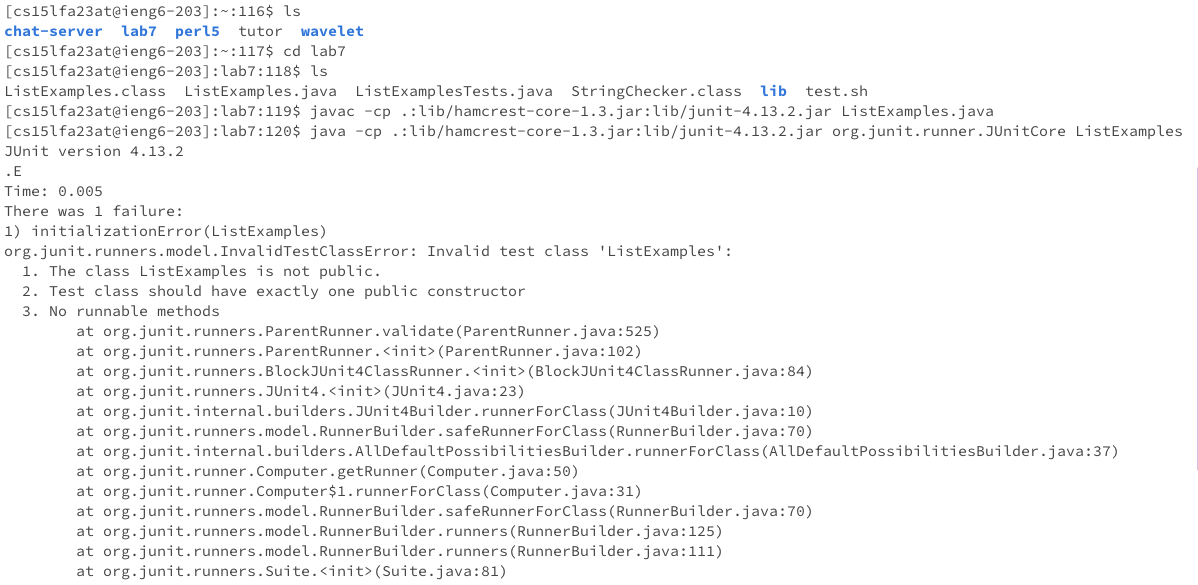 [cs15lfa23at@ieng6-203]:~:116$ ls
chat-server  lab7  perl5  tutor  wavelet
[cs15lfa23at@ieng6-203]:~:117$ cd lab7
[cs15lfa23at@ieng6-203]:lab7:118$ ls
ListExamples.class  ListExamples.java  ListExamplesTests.java  StringChecker.class  lib  test.sh
[cs15lfa23at@ieng6-203]:lab7:119$ javac -cp .:lib/hamcrest-core-1.3.jar:lib/junit-4.13.2.jar ListExamples.java
[cs15lfa23at@ieng6-203]:lab7:120$ java -cp .:lib/hamcrest-core-1.3.jar:lib/junit-4.13.2.jar org.junit.runner.JUnitCore ListExamples
JUnit version 4.13.2
.E
Time: 0.005
There was 1 failure:
1) initializationError(ListExamples)
org.junit.runners.model.InvalidTestClassError: Invalid test class 'ListExamples':
  1. The class ListExamples is not public.
  2. Test class should have exactly one public constructor
  3. No runnable methods
        at org.junit.runners.ParentRunner.validate(ParentRunner.java:525)
        at org.junit.runners.ParentRunner.<init>(ParentRunner.java:102)
        at org.junit.runners.BlockJUnit4ClassRunner.<init>(BlockJUnit4ClassRunner.java:84)
        at org.junit.runners.JUnit4.<init>(JUnit4.java:23)
        at org.junit.internal.builders.JUnit4Builder.runnerForClass(JUnit4Builder.java:10)
        at org.junit.runners.model.RunnerBuilder.safeRunnerForClass(RunnerBuilder.java:70)
        at org.junit.internal.builders.AllDefaultPossibilitiesBuilder.runnerForClass(AllDefaultPossibilitiesBuilder.java:37)
        at org.junit.runner.Computer.getRunner(Computer.java:50)
        at org.junit.runner.Computer$1.runnerForClass(Computer.java:31)
        at org.junit.runners.model.RunnerBuilder.safeRunnerForClass(RunnerBuilder.java:70)
        at org.junit.runners.model.RunnerBuilder.runners(RunnerBuilder.java:125)
        at org.junit.runners.model.RunnerBuilder.runners(RunnerBuilder.java:111)
        at org.junit.runners.Suite.<init>(Suite.java:81)